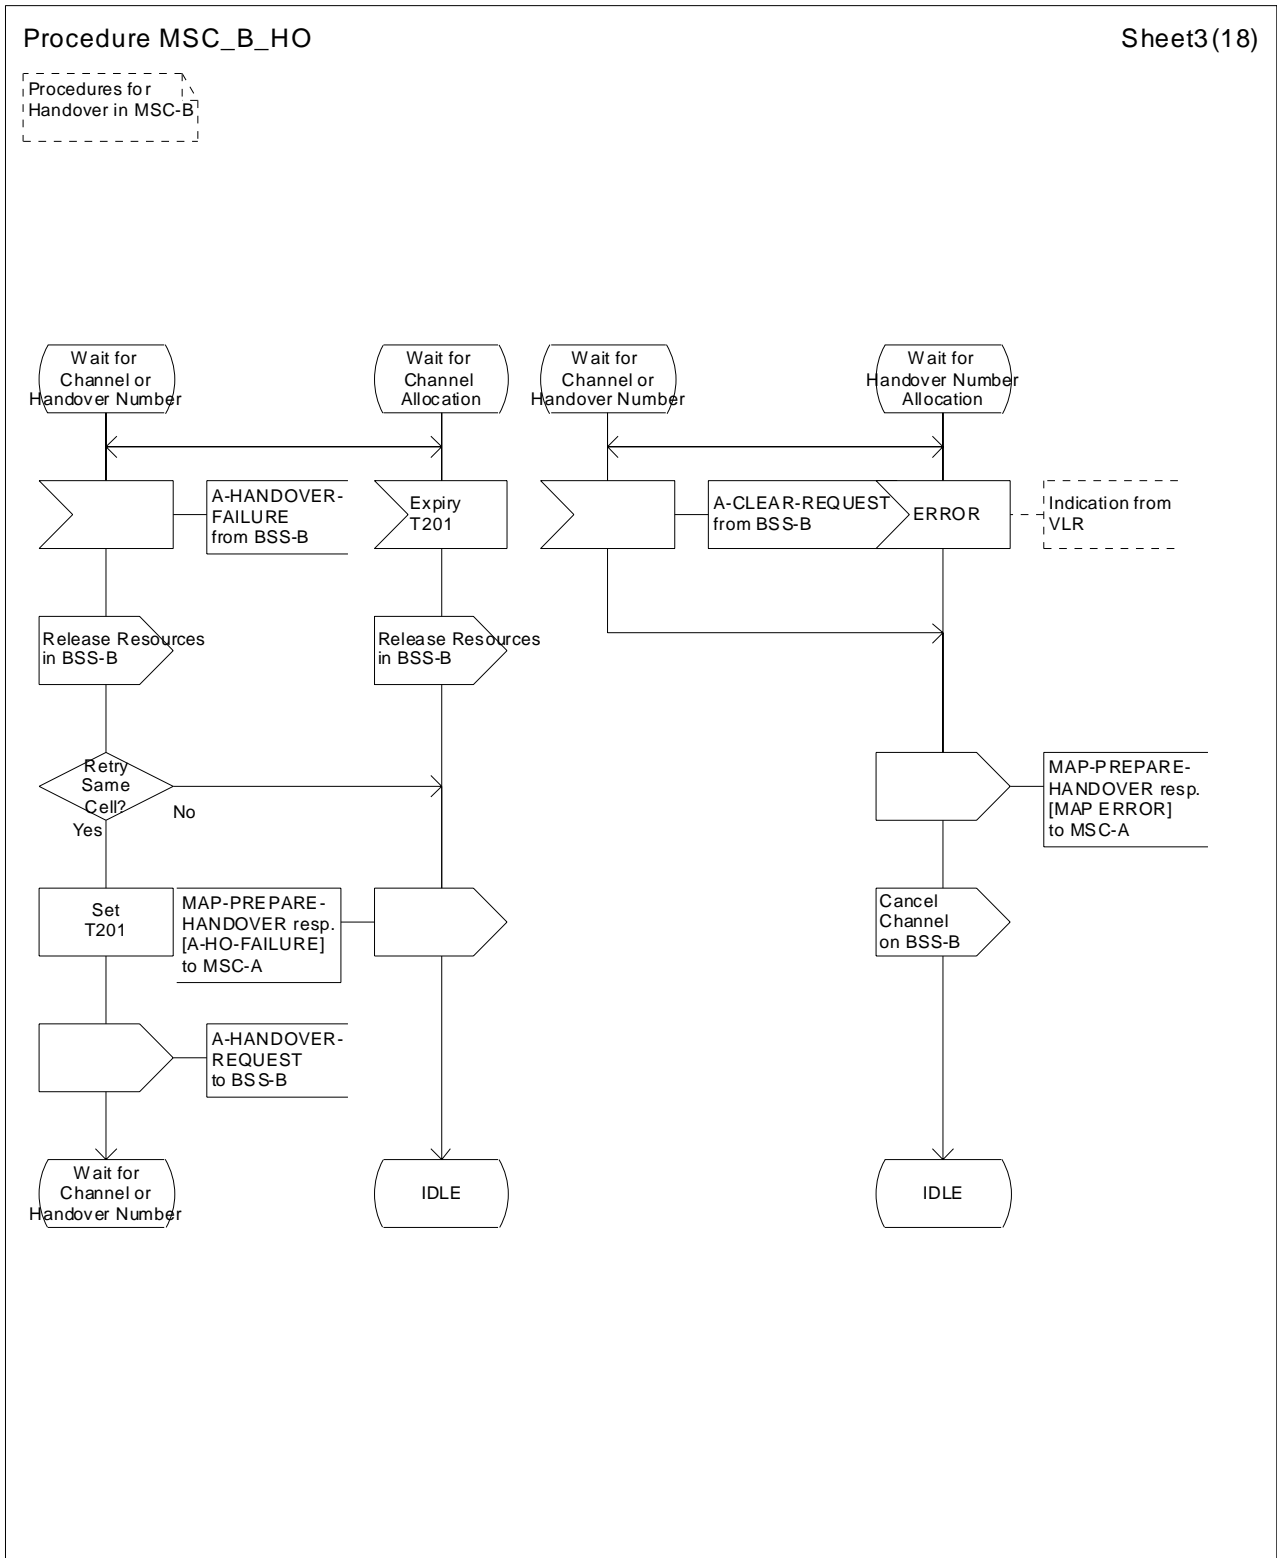 Procedure MSC_B_HO
Sheet3(18)
Procedures for
Handover in MSC-B
Wait for
Channel or
Handover Number
Wait for
Channel
Allocation
Wait for
Channel or
Handover Number
Wait for
Handover Number
Allocation
A-HANDOVER-
FAILURE
from BSS-B
Expiry
T201
A-CLEAR-REQUEST
from BSS-B
ERROR
Indication from
VLR
Release Resources
in BSS-B
Release Resources
in BSS-B
Retry
Same
Cell?
No
Yes
MAP-PREPARE-
HANDOVER resp.
[MAP ERROR]
to MSC-A
Set
T201
MAP-PREPARE-
HANDOVER resp.
[A-HO-FAILURE]
to MSC-A
Cancel
Channel
on BSS-B
A-HANDOVER-
REQUEST
to BSS-B
Wait for
Channel or
Handover Number
IDLE
IDLE